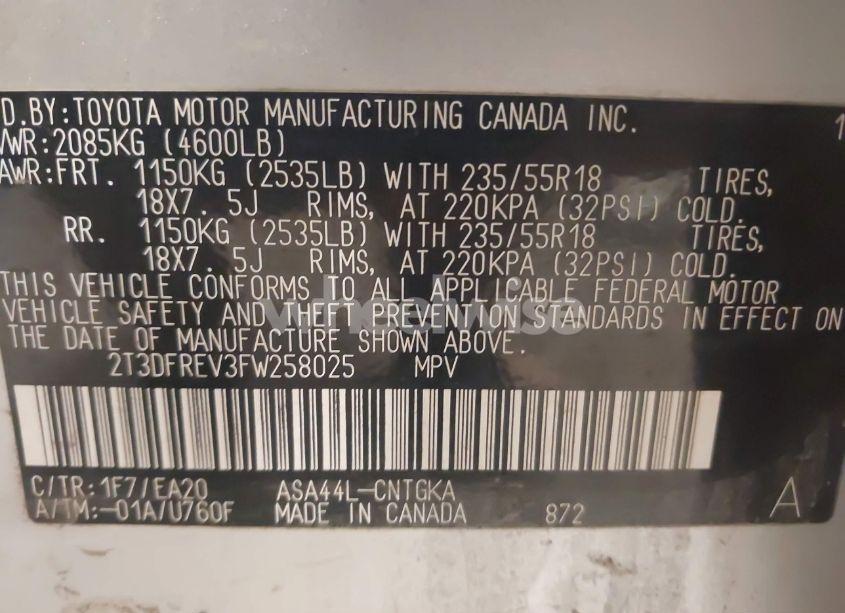 D.BY:TOYOTA MOTOR MANUFACTURING CANADA INC. 1
VWR:2085KG (4600LB)
AWR:FRT. 1150KG (2535LB) WITH 235/55R18 TIRES,
18X7.5J RIMS, AT 220KPA (32PSI) COLD.
RR. 1150KG (2535LB) WITH 235/55R18 TIRES,
18X7.5J RIMS, AT 220KPA (32PSI) COLD.
THIS VEHICLE CONFORMS TO ALL APPLICABLE FEDERAL MOTOR
VEHICLE SAFETY AND THEFT PREVENTION STANDARDS IN EFFECT ON
THE DATE OF MANUFACTURE SHOWN ABOVE.
wheelwise
2T3DFREV3FW258025 MPV
C/TR:1F7/EA20 ASA44L-CNTGKA
A/TM:-01A/U760F MADE IN CANADA 872 A